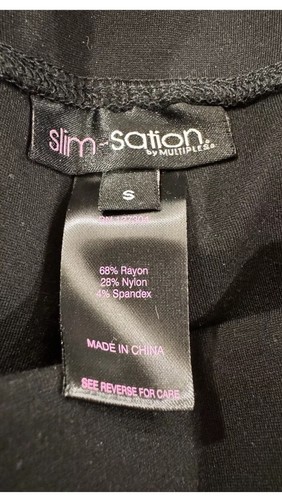 slim-sation®
by MULTIPLES®
S
68% Rayon
28% Nylon
4% Spandex
MADE IN CHINA
SEE REVERSE FOR CARE